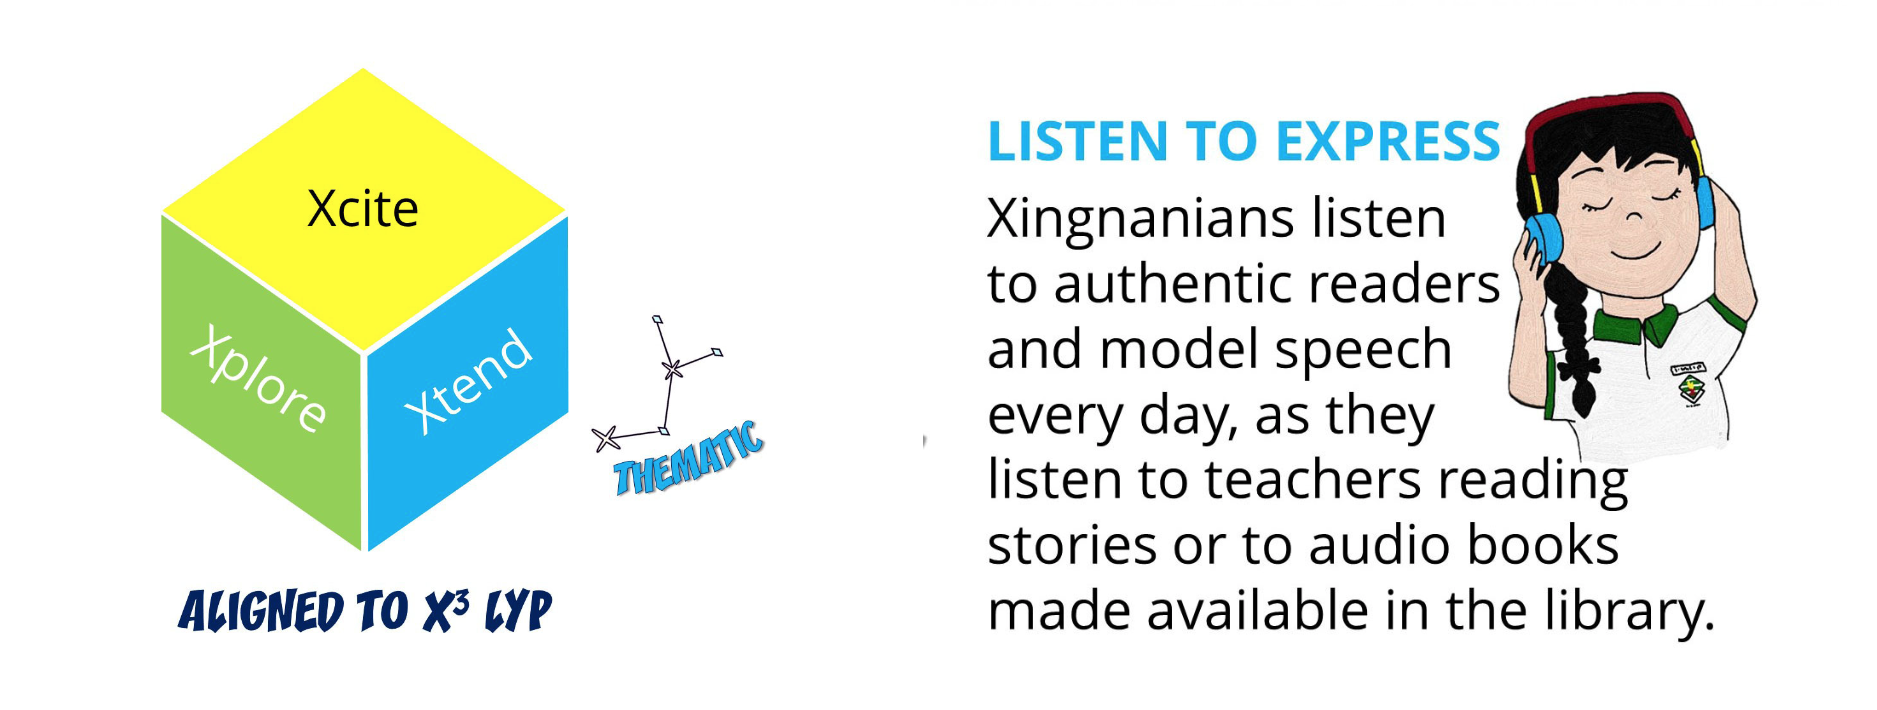 Xcite
Xplore
Xtend
THEMATIC
ALIGNED TO X³ LYP
LISTEN TO EXPRESS
Xingnanians listen
to authentic readers
and model speech
every day, as they
listen to teachers reading
stories or to audio books
made available in the library.